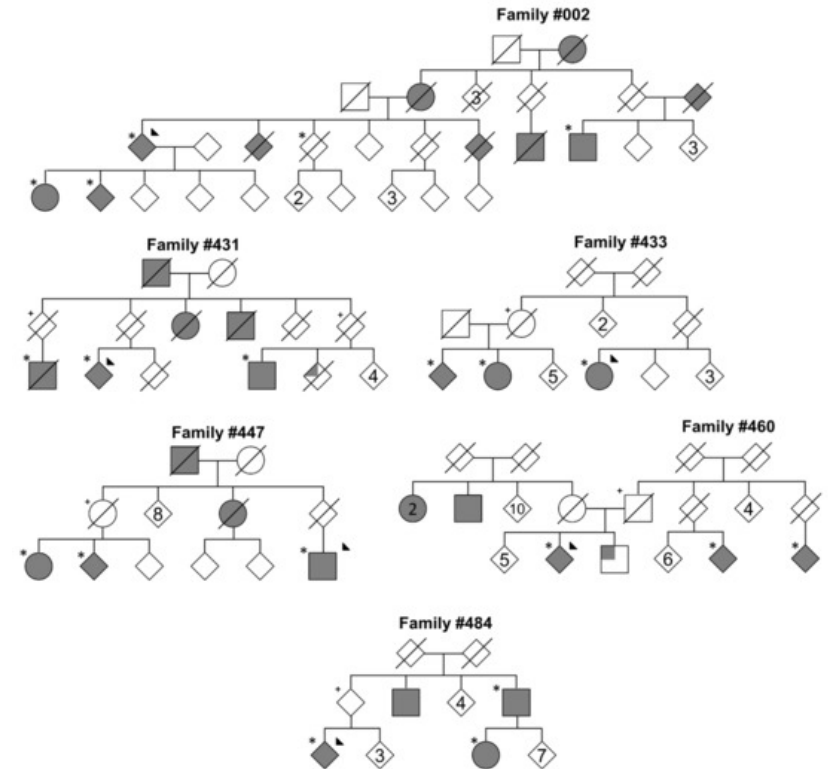 Family #002
3
* *
* 3
* *
2 3
Family #431 Family #433
+ + + 2
* * * 4 * * 5 * 3
Family #447 Family #460
+ 8 2 10 + 4
* * * 5 * 6 * *
Family #484
+ 4 *
* 3 * 7